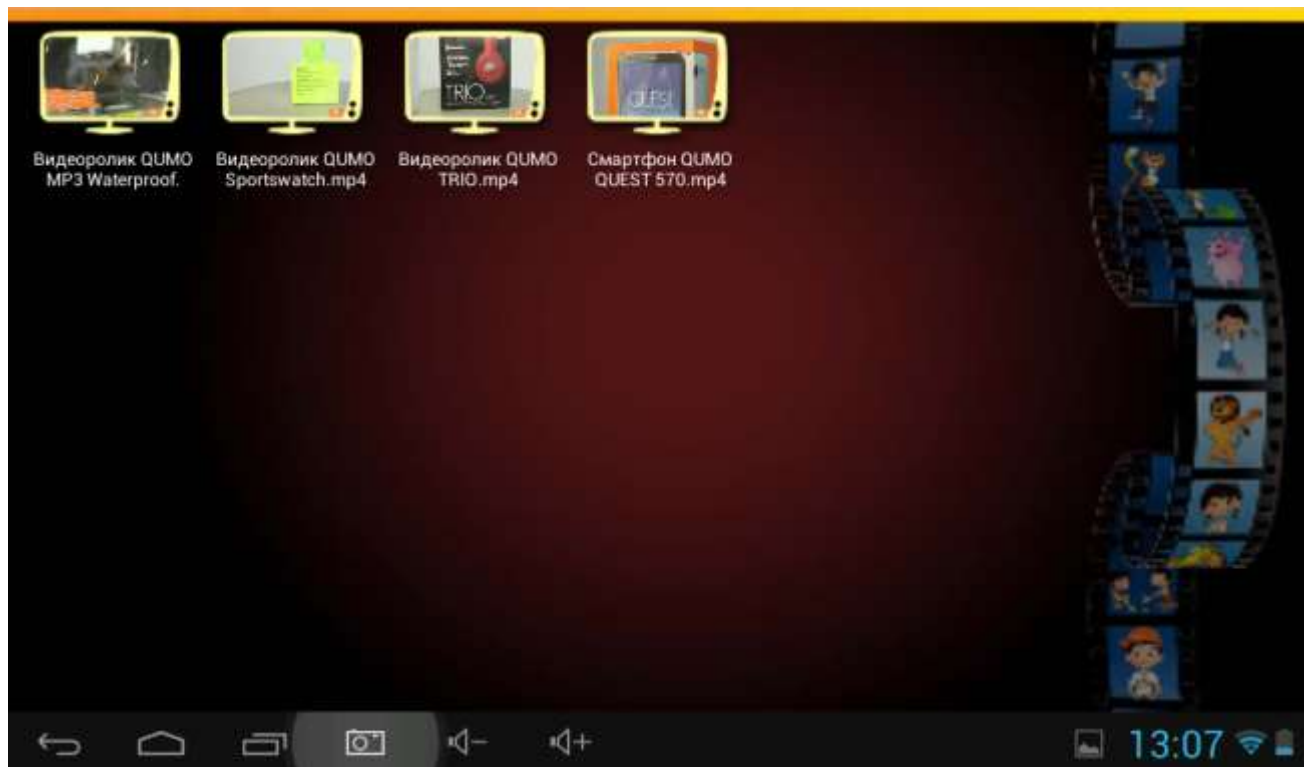 TRIO
Видеоролик QUMO
MP3 Waterproof.
Видеоролик QUMO
Sportswatch.mp4
Видеоролик QUMO
TRIO.mp4
Смартфон QUMO
QUEST 570.mp4
13:07